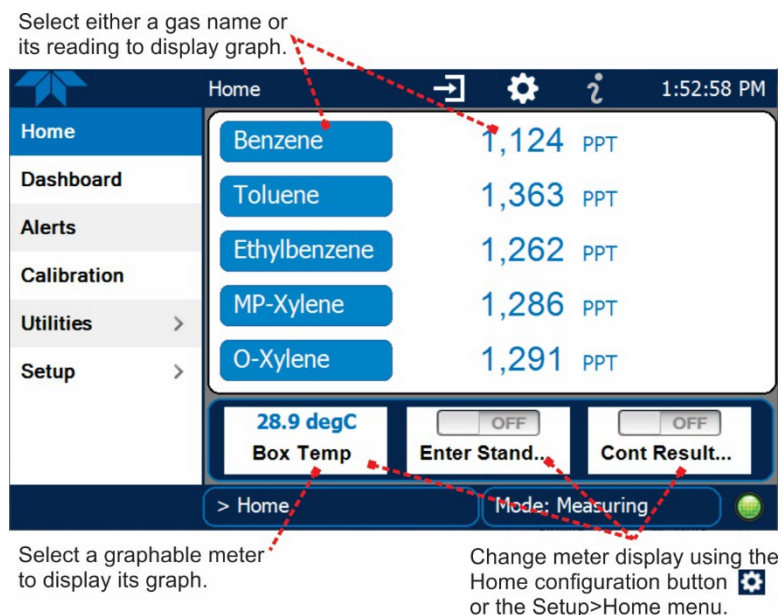 Select either a gas name or
its reading to display graph.
Home
1:52:58 PM
Home
Dashboard
Alerts
Calibration
Utilities >
Setup >
Benzene 1,124 PPT
Toluene 1,363 PPT
Ethylbenzene 1,262 PPT
MP-Xylene 1,286 PPT
O-Xylene 1,291 PPT
28.9 degC
Box Temp
OFF
Enter Stand...
OFF
Cont Result...
> Home
Mode: Measuring
Select a graphable meter
to display its graph.
Change meter display using the
Home configuration button
or the Setup>Home menu.